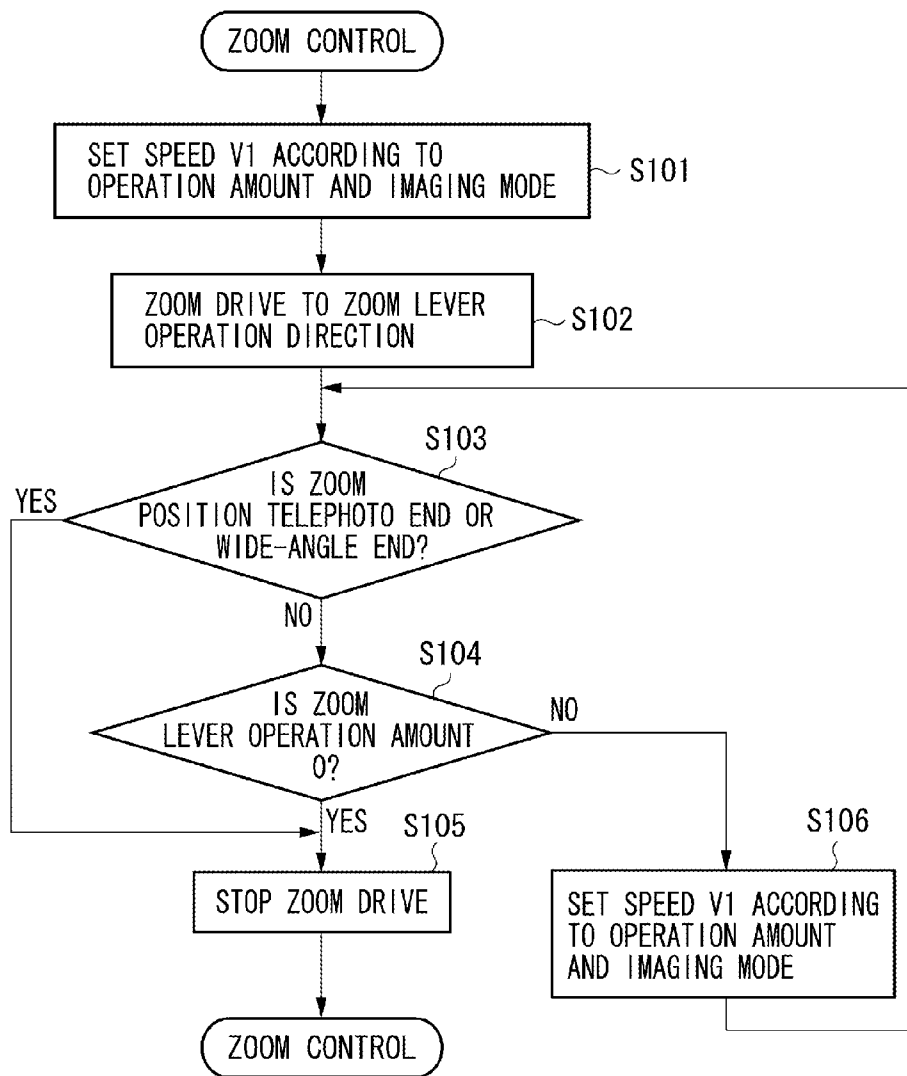 ZOOM CONTROL
SET SPEED V1 ACCORDING TO
OPERATION AMOUNT AND IMAGING MODE
S101
ZOOM DRIVE TO ZOOM LEVER
OPERATION DIRECTION
S102
S103
YES
IS ZOOM
POSITION TELEPHOTO END OR
WIDE-ANGLE END?
NO
S104
IS ZOOM
LEVER OPERATION AMOUNT
0?
NO
YES
S105
STOP ZOOM DRIVE
S106
SET SPEED V1 ACCORDING
TO OPERATION AMOUNT
AND IMAGING MODE
ZOOM CONTROL